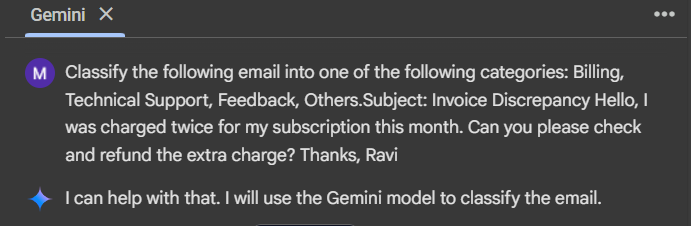 Gemini
M
Classify the following email into one of the following categories: Billing,
Technical Support, Feedback, Others.Subject: Invoice Discrepancy Hello, I
was charged twice for my subscription this month. Can you please check
and refund the extra charge? Thanks, Ravi
I can help with that. I will use the Gemini model to classify the email.